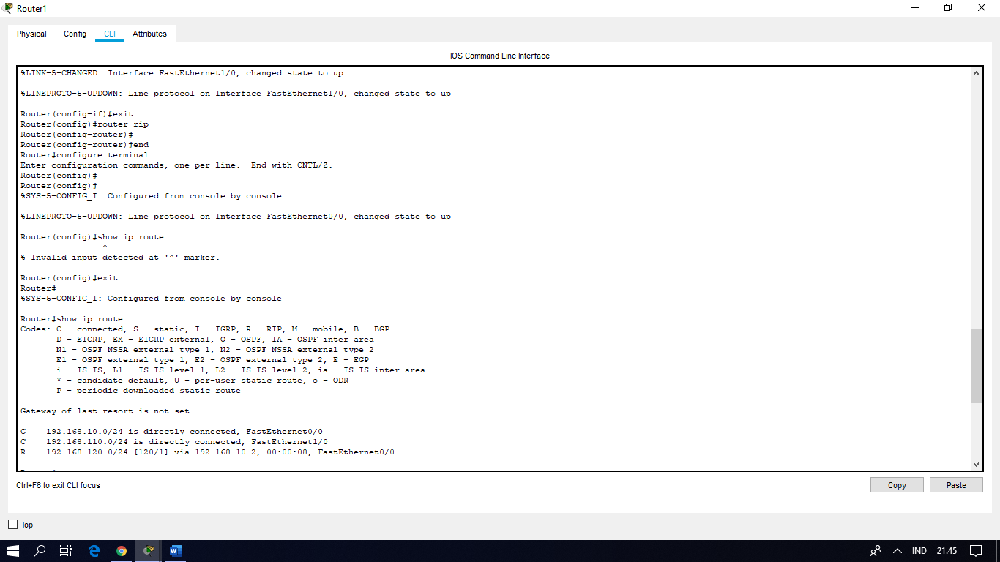 Router1
Physical Config CLI Attributes
IOS Command Line Interface
%LINK-5-CHANGED: Interface FastEthernet1/0, changed state to up
%LINEPROTO-5-UPDOWN: Line protocol on Interface FastEthernet1/0, changed state to up
Router(config-if)#exit
Router(config)#router rip
Router(config-router)#
Router(config-router)#end
Router#configure terminal
Enter configuration commands, one per line.  End with CNTL/Z.
Router(config)#
Router(config)#
%SYS-5-CONFIG_I: Configured from console by console
%LINEPROTO-5-UPDOWN: Line protocol on Interface FastEthernet0/0, changed state to up
Router(config)#show ip route
^
% Invalid input detected at '^' marker.
Router(config)#exit
Router#
%SYS-5-CONFIG_I: Configured from console by console
Router#show ip route
Codes: C - connected, S - static, I - IGRP, R - RIP, M - mobile, B - BGP
D - EIGRP, EX - EIGRP external, O - OSPF, IA - OSPF inter area
N1 - OSPF NSSA external type 1, N2 - OSPF NSSA external type 2
E1 - OSPF external type 1, E2 - OSPF external type 2, E - EGP
i - IS-IS, L1 - IS-IS level-1, L2 - IS-IS level-2, ia - IS-IS inter area
* - candidate default, U - per-user static route, o - ODR
P - periodic downloaded static route
Gateway of last resort is not set
C    192.168.10.0/24 is directly connected, FastEthernet0/0
C    192.168.110.0/24 is directly connected, FastEthernet1/0
R    192.168.120.0/24 [120/1] via 192.168.10.2, 00:00:08, FastEthernet0/0
Ctrl+F6 to exit CLI focus
Copy Paste
Top
IND 21.45